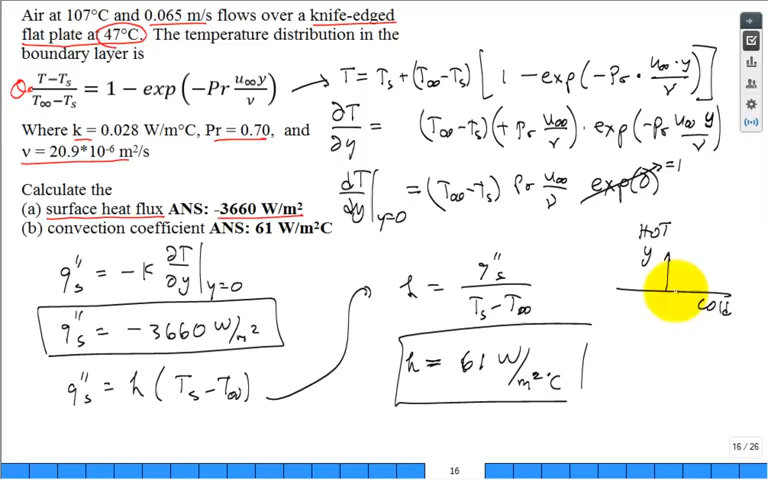 Air at 107°C and 0.065 m/s flows over a knife-edged
flat plate at 47°C. The temperature distribution in the
boundary layer is
Θ = (T−Ts)/(T∞−Ts) = 1 − exp(−Pr u∞y/ν)
→ T = Ts + (T∞−Ts) [1 − exp(−Pr · u∞·y/ν)]
∂T/∂y = (T∞−Ts)(+Pr u∞/ν) · exp(−Pr u∞ y/ν)
Where k = 0.028 W/m°C, Pr = 0.70, and
ν = 20.9*10⁻⁶ m²/s
dT/dy|y=0 = (T∞−Ts) Pr u∞/ν exp(0) =1
Calculate the
(a) surface heat flux ANS: -3660 W/m²
(b) convection coefficient ANS: 61 W/m²C
q"s = −k ∂T/∂y|y=0
q"s = −3660 W/m²
q"s = h (Ts−T∞)
h = q"s/(Ts−T∞)
h = 61 W/m²·°C
HOT
y
COLD
16 / 26
16